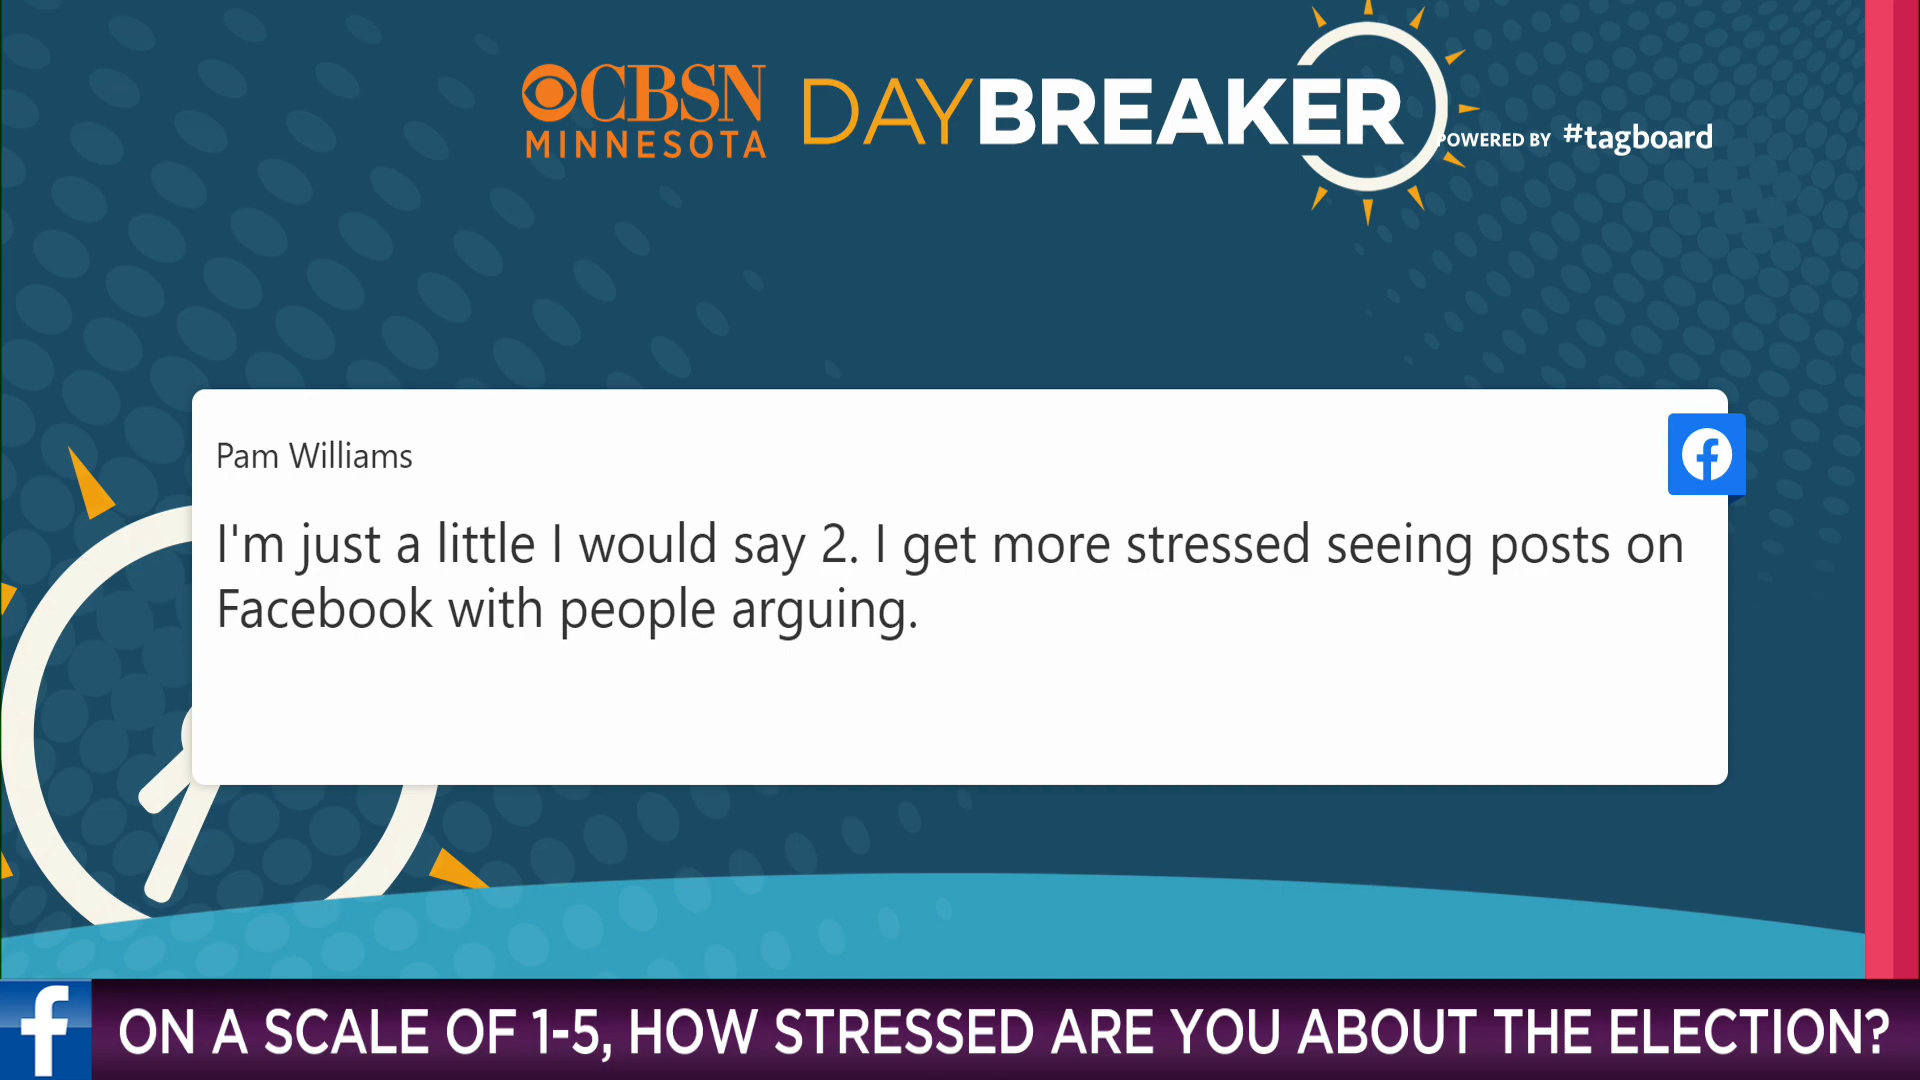 CBSN
MINNESOTA
DAYBREAKER
POWERED BY #tagboard
Pam Williams
I'm just a little I would say 2. I get more stressed seeing posts on
Facebook with people arguing.
ON A SCALE OF 1-5, HOW STRESSED ARE YOU ABOUT THE ELECTION?